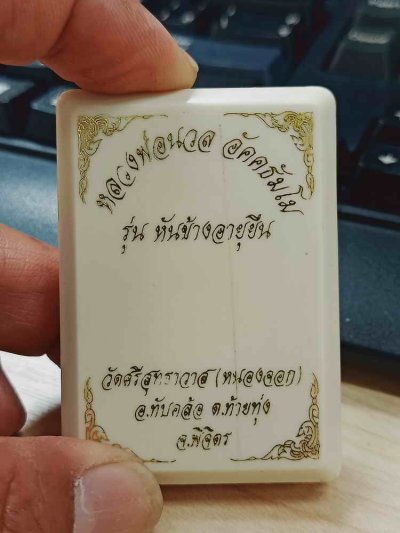 หลวงพ่อนวล อัคคธัมโม
รุ่น หันข้างอายุยืน
วัดศรีสุทธาวาส (หนองจอก)
อ.ทับคล้อ ต.ท้ายทุ่ง
จ.พิจิตร